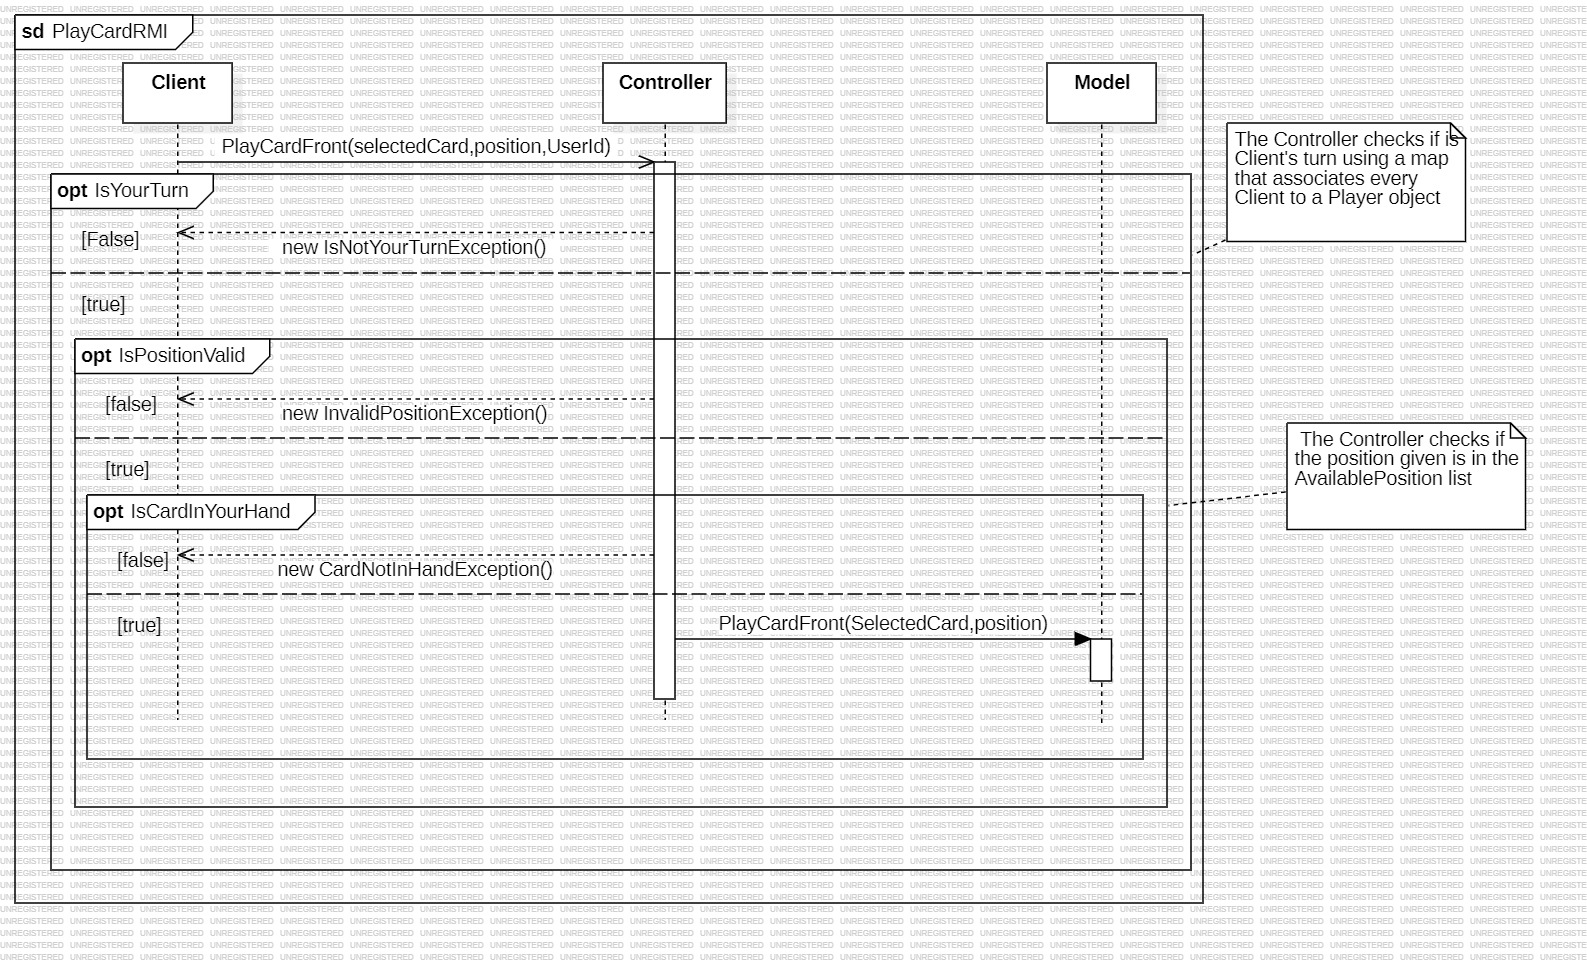 sd PlayCardRMI
Client
Controller
Model
PlayCardFront(selectedCard,position,UserId)
The Controller checks if is
Client's turn using a map
that associates every
Client to a Player object
opt IsYourTurn
[False]
new IsNotYourTurnException()
[true]
opt IsPositionValid
[false]
new InvalidPositionException()
The Controller checks if
the position given is in the
AvailablePosition list
[true]
opt IsCardInYourHand
[false]
new CardNotInHandException()
[true]
PlayCardFront(SelectedCard,position)
UNREGISTERED